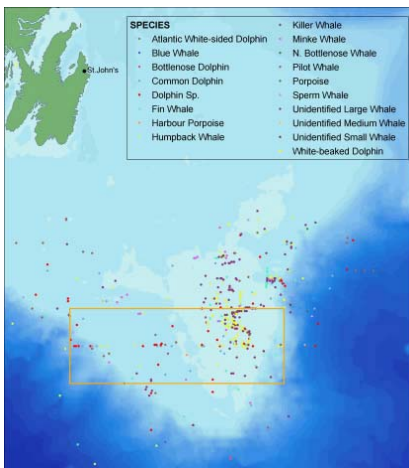 St.John's
SPECIES
Atlantic White-sided Dolphin
Blue Whale
Bottlenose Dolphin
Common Dolphin
Dolphin Sp.
Fin Whale
Harbour Porpoise
Humpback Whale
Killer Whale
Minke Whale
N. Bottlenose Whale
Pilot Whale
Porpoise
Sperm Whale
Unidentified Large Whale
Unidentified Medium Whale
Unidentified Small Whale
White-beaked Dolphin